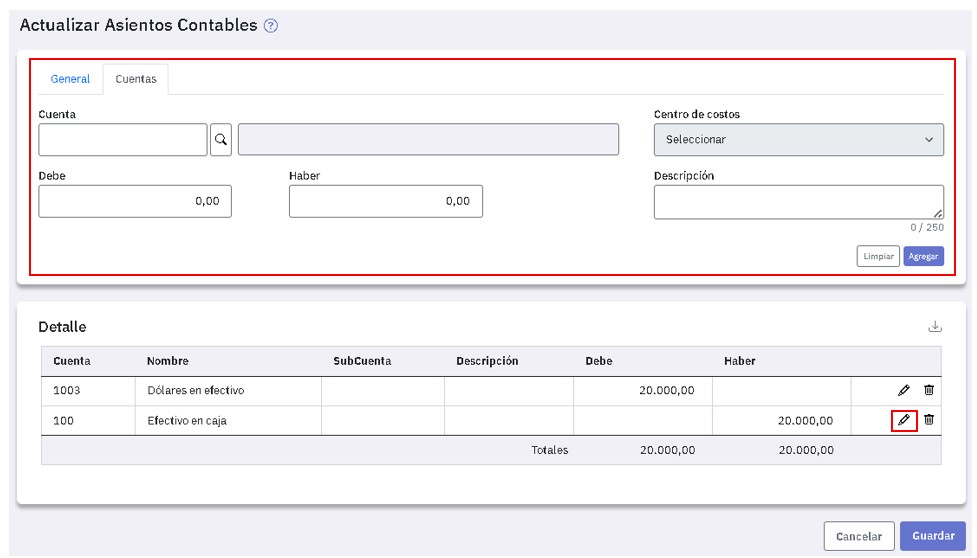 Actualizar Asientos Contables ?
General Cuentas
Cuenta Centro de costos
Seleccionar
Debe Haber Descripción
0,00 0,00
0 / 250
Limpiar Agregar
Detalle
Cuenta Nombre SubCuenta Descripción Debe Haber
1003 Dólares en efectivo 20.000,00
100 Efectivo en caja 20.000,00
Totales 20.000,00 20.000,00
Cancelar Guardar